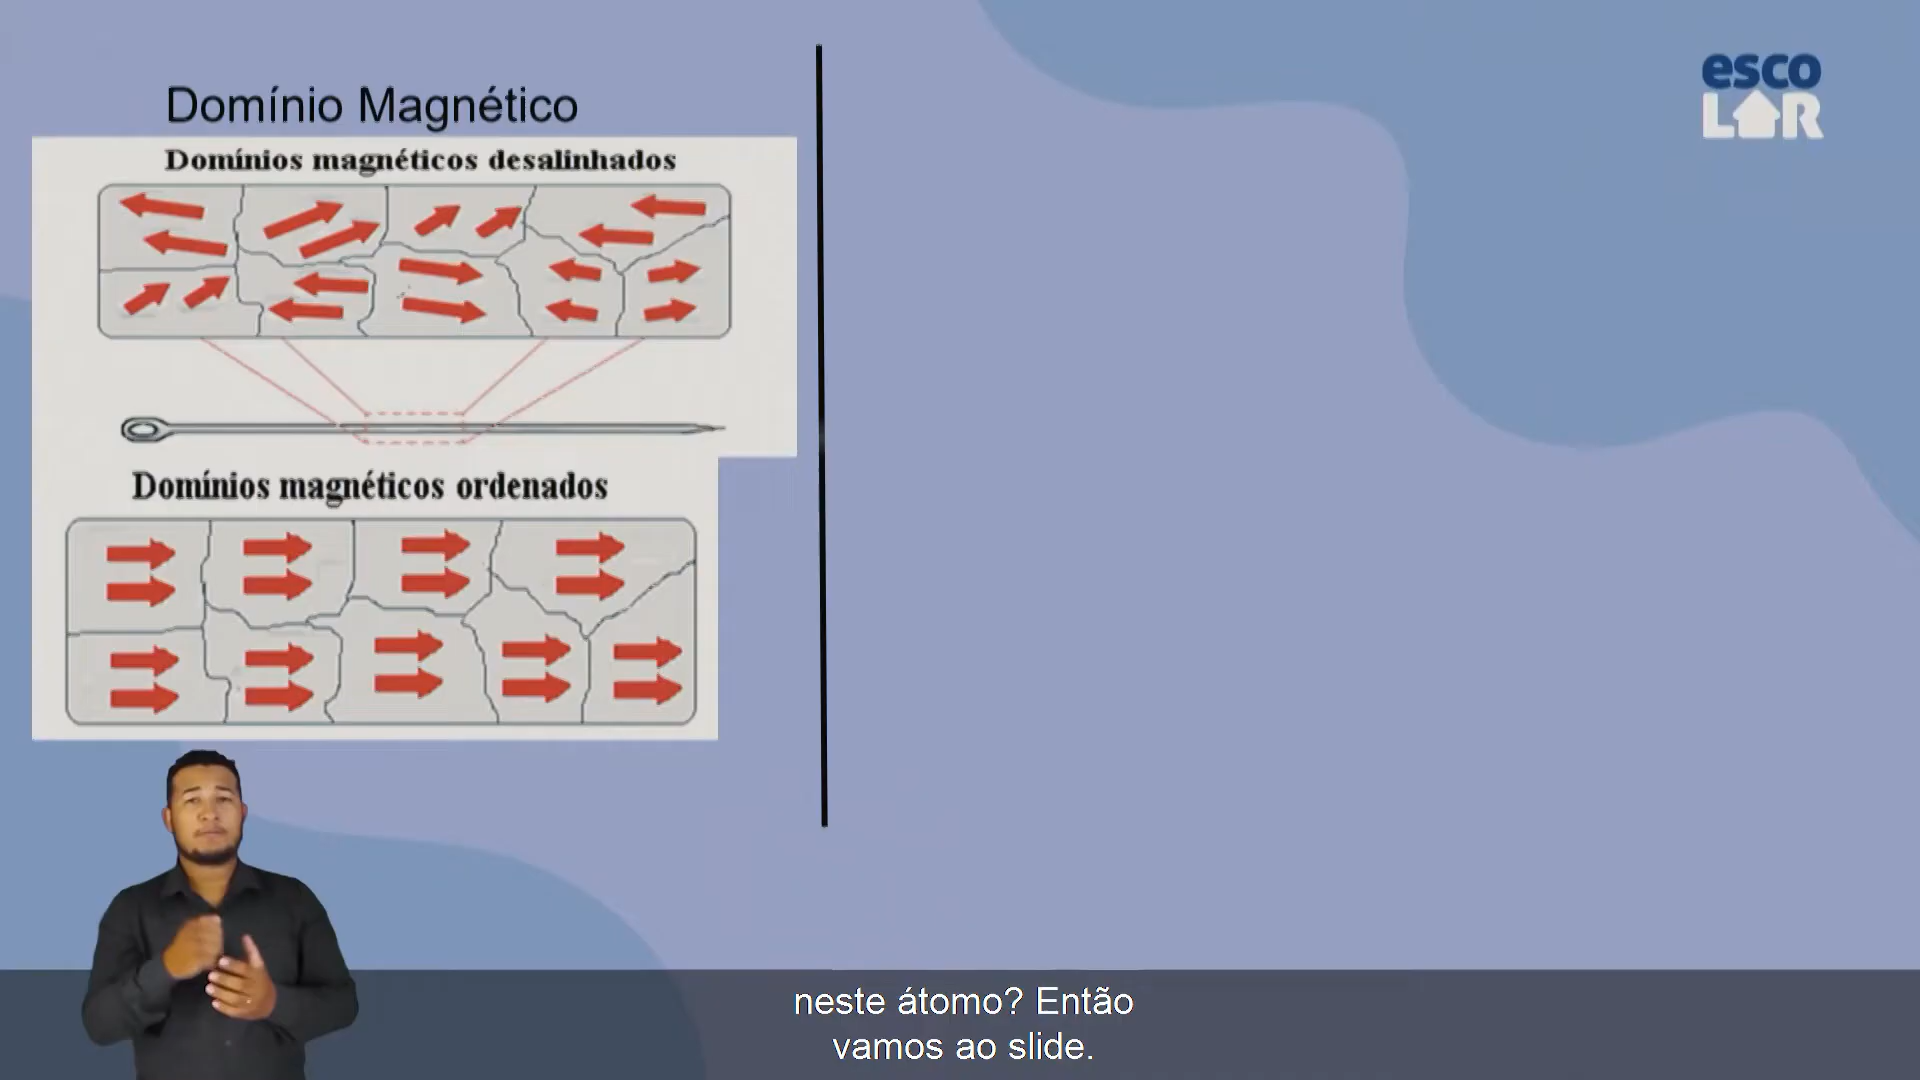 Domínio Magnético
Domínios magnéticos desalinhados
Domínios magnéticos ordenados
esco
LAR
neste átomo? Então
vamos ao slide.